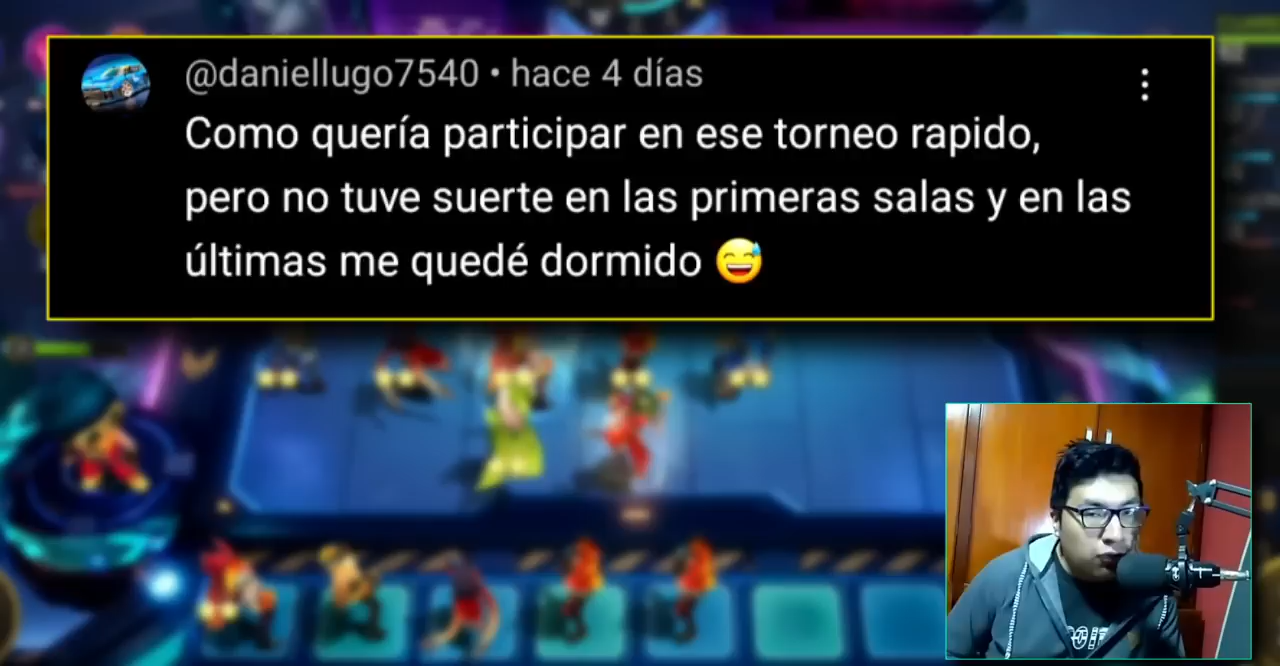 @daniellugo7540 • hace 4 días
Como quería participar en ese torneo rapido,
pero no tuve suerte en las primeras salas y en las
últimas me quedé dormido 😅